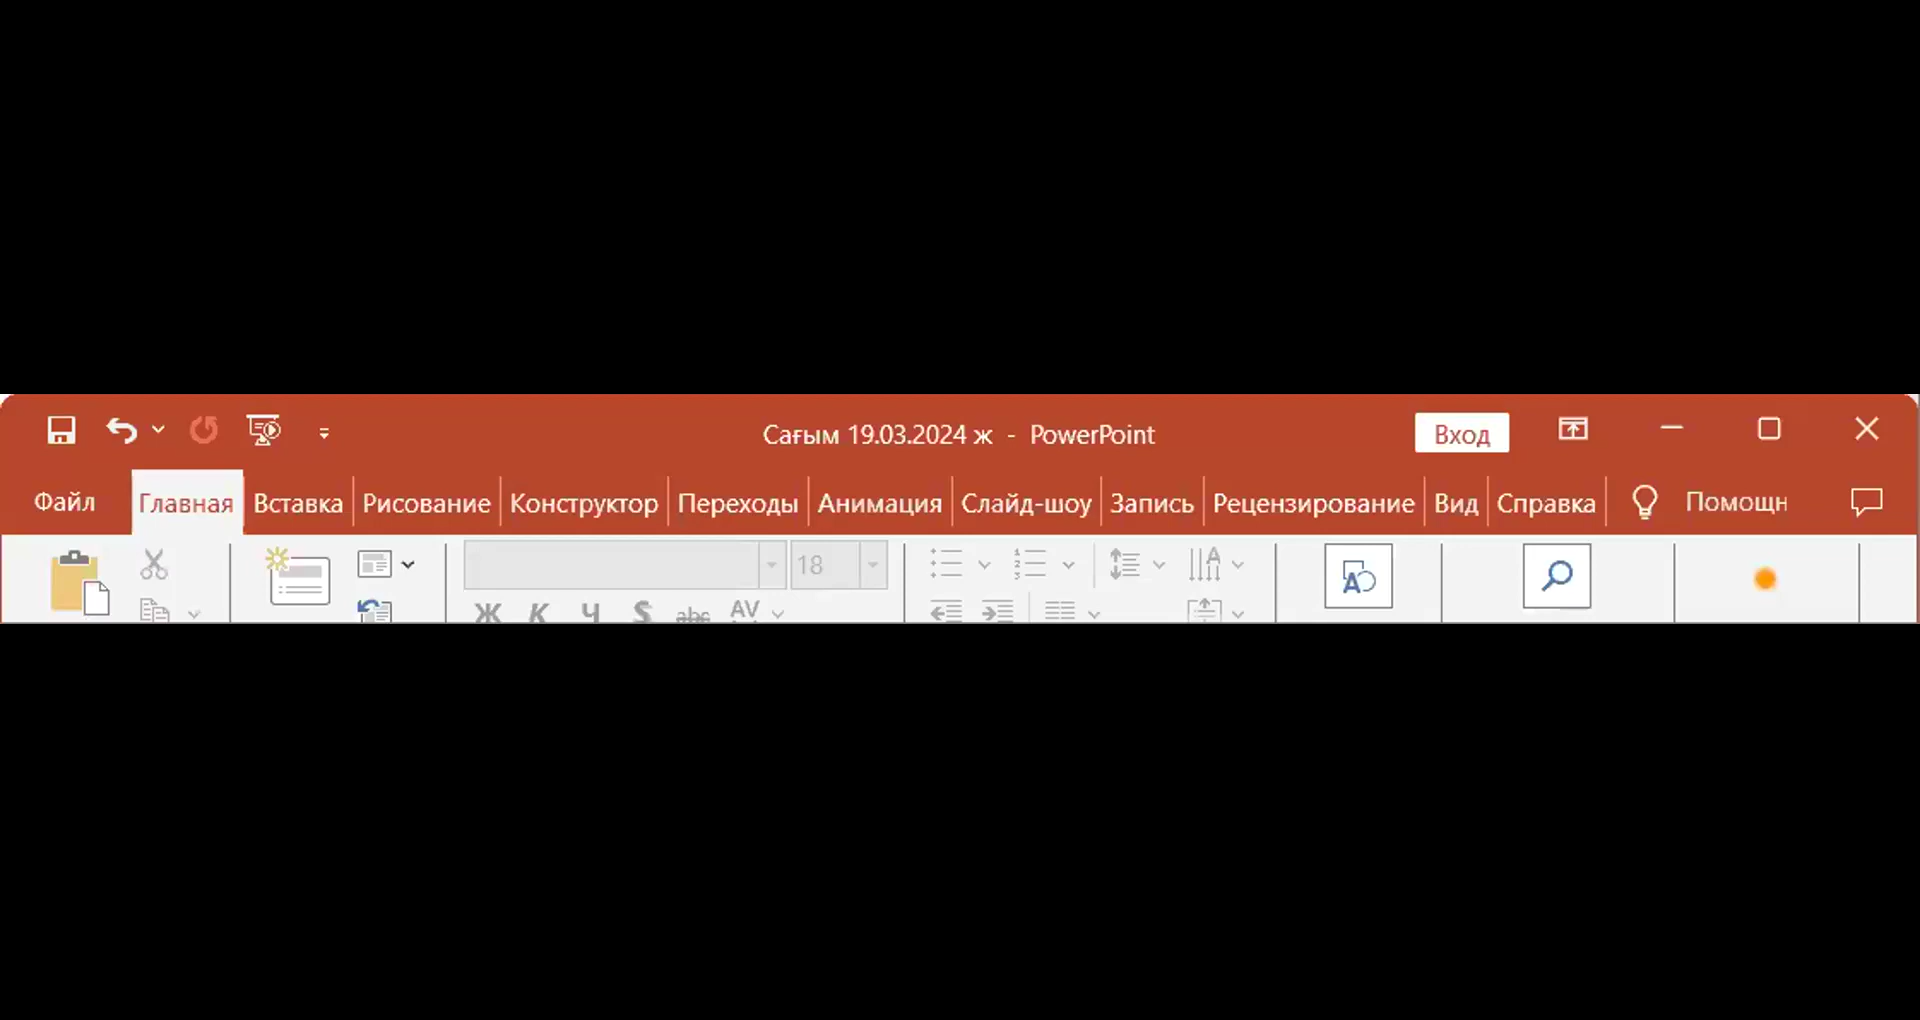 Сағым 19.03.2024 ж - PowerPoint
Вход
Файл Главная Вставка Рисование Конструктор Переходы Анимация Слайд-шоу Запись Рецензирование Вид Справка Помощн
18
Ж К Ч S abc AV